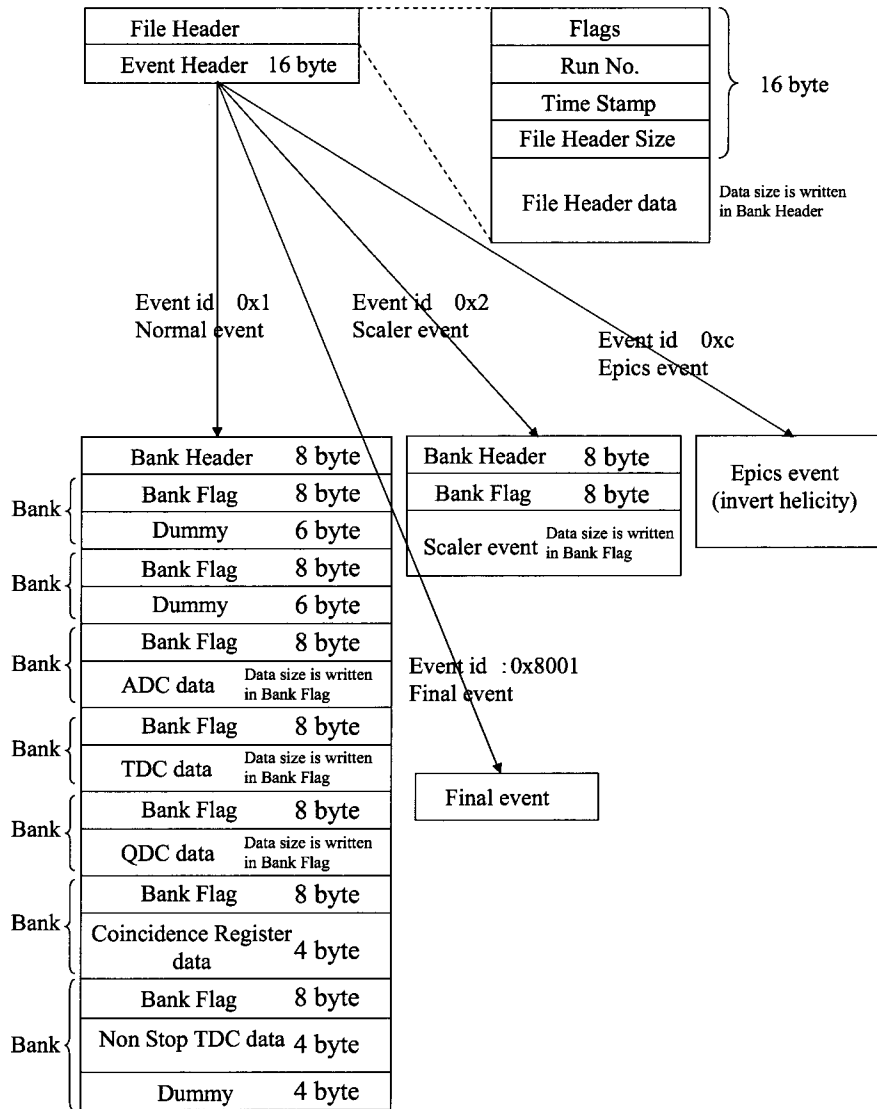 File Header
Event Header 16 byte
Flags
Run No.
Time Stamp
File Header Size
16 byte
File Header data
Data size is written
in Bank Header
Event id 0x1
Normal event
Event id 0x2
Scaler event
Event id 0xc
Epics event
Bank Header 8 byte
Bank
Bank Flag 8 byte
Dummy 6 byte
Bank
Bank Flag 8 byte
Dummy 6 byte
Bank
Bank Flag 8 byte
ADC data
Data size is written
in Bank Flag
Bank
Bank Flag 8 byte
TDC data
Data size is written
in Bank Flag
Bank
Bank Flag 8 byte
QDC data
Data size is written
in Bank Flag
Bank
Bank Flag 8 byte
Coincidence Register
data
4 byte
Bank
Bank Flag 8 byte
Non Stop TDC data 4 byte
Dummy 4 byte
Bank Header 8 byte
Bank Flag 8 byte
Scaler event
Data size is written
in Bank Flag
Epics event
(invert helicity)
Event id : 0x8001
Final event
Final event